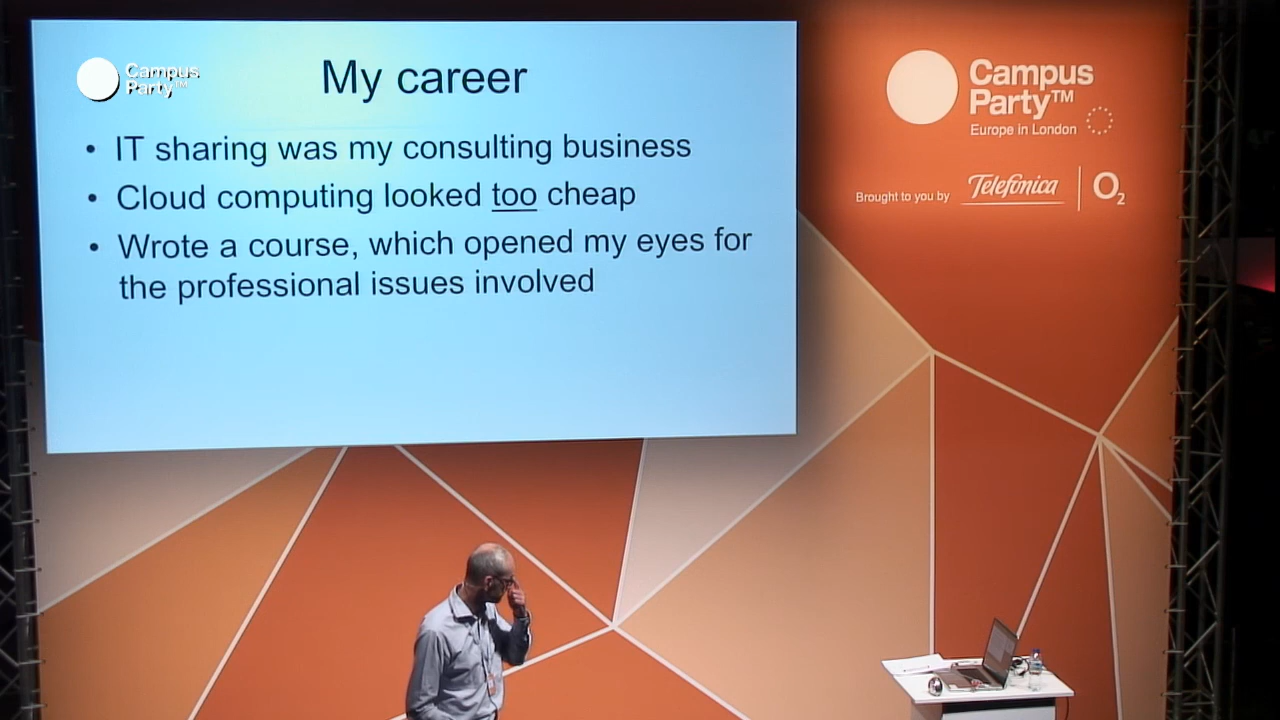 Campus
Party™
My career
• IT sharing was my consulting business
• Cloud computing looked too cheap
• Wrote a course, which opened my eyes for
the professional issues involved
Campus
Party™
Europe in London
Brought to you by
Telefónica
O2